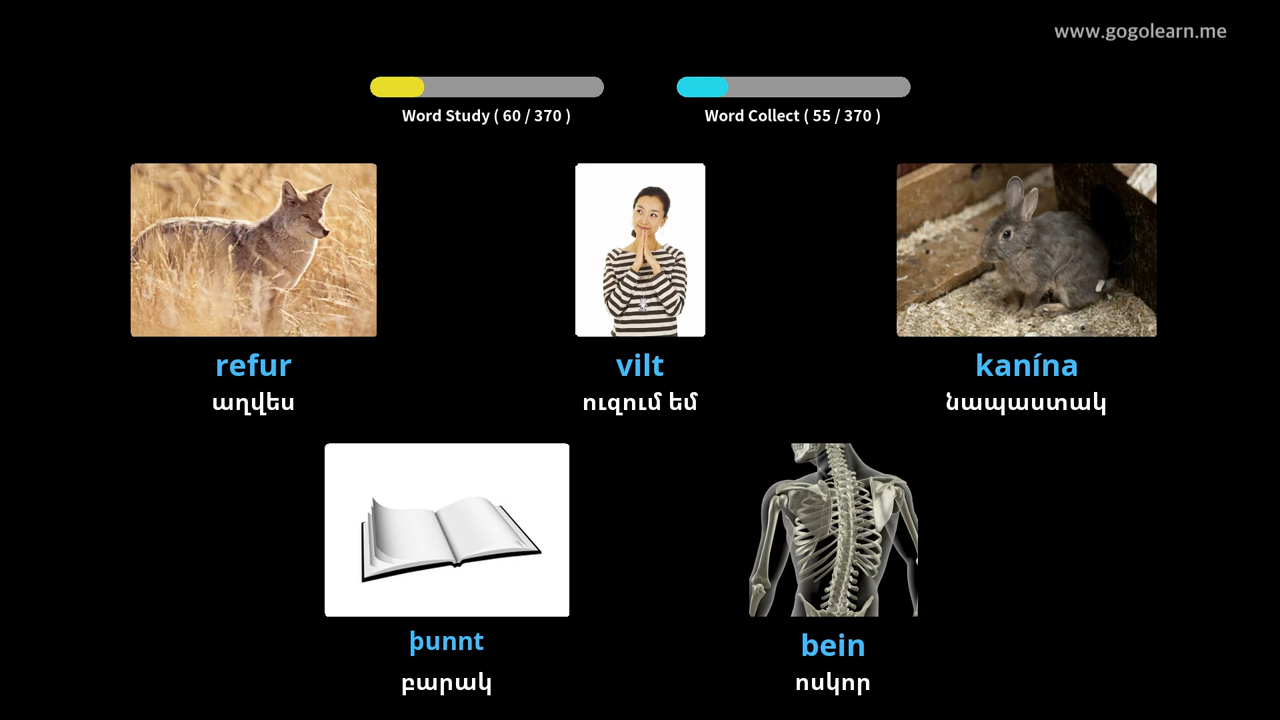 www.gogolearn.me
Word Study ( 60 / 370 )
Word Collect ( 55 / 370 )
refur
աղվես
vilt
ուզում եմ
kanína
նապաստակ
þunnt
բարակ
bein
ոսկոր